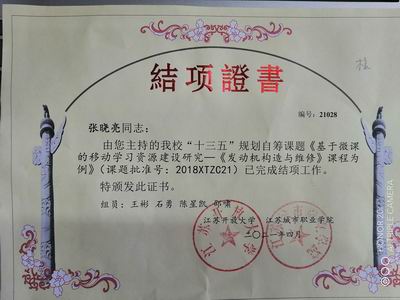 結項證書
编号：21028
张晓亮同志：
由您主持的我校“十三五”规划自筹课题《基于微课
的移动学习资源建设研究—《发动机构造与维修》课程为
例》（课题批准号：2018XTZC21）已完成结项工作。
特颁发此证书。
组员：王彬 石勇 陈星凯 邵啸
江苏开放大学 江苏城市职业学院
二〇二一年四月